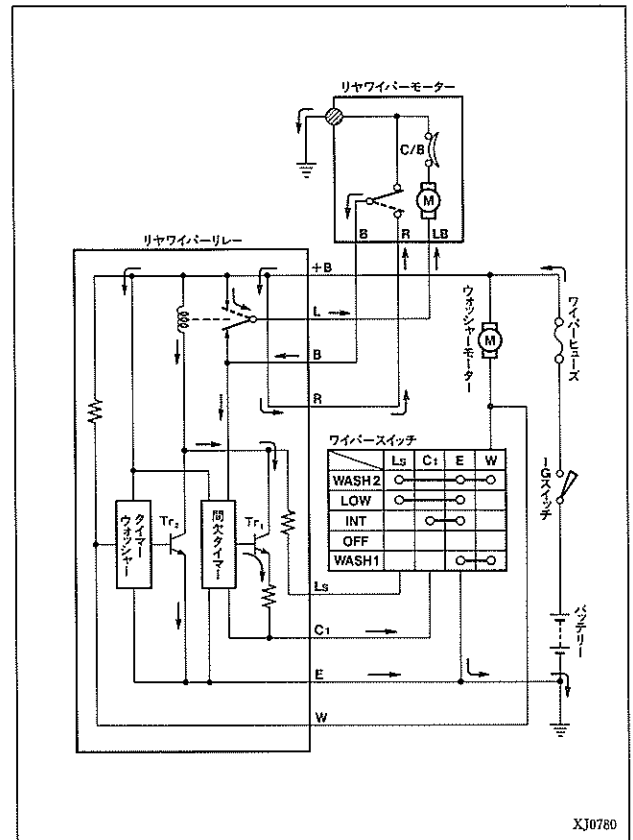 リヤワイパーモーター
C/B
M
B R LB
リヤワイパーリレー
+B
L
B
R
ウォッシャーモーター
M
ワイパーヒューズ
IGスイッチ
バッテリー
ワイパースイッチ
Ls C1 E W
WASH 2
LOW
INT
OFF
WASH1
タイマー
ウォッシャー
Tr2
間欠タイマー
Tr1
Ls
C1
E
W
XJ0780